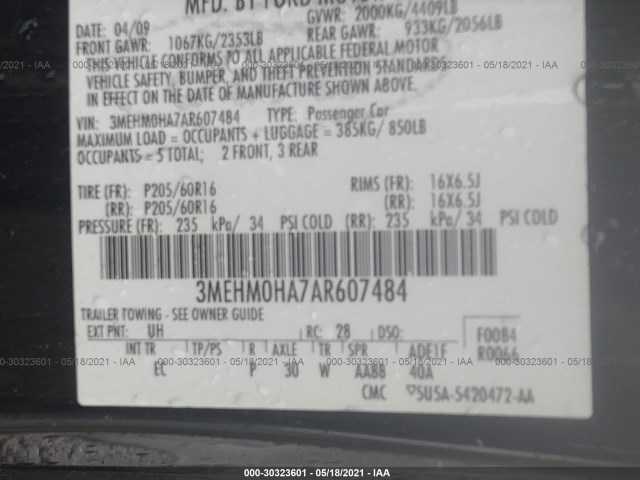 MFD. BY FORD MOTOR
DATE: 04/09 GVWR: 2000KG/4409LB
FRONT GAWR: 1067KG/2353LB REAR GAWR: 933KG/2056LB
THIS VEHICLE CONFORMS TO ALL APPLICABLE FEDERAL MOTOR
VEHICLE SAFETY, BUMPER, AND THEFT PREVENTION STANDARDS
IN EFFECT ON THE DATE OF MANUFACTURE SHOWN ABOVE.
VIN: 3MEHM0HA7AR607484 TYPE: Passenger Car
MAXIMUM LOAD = OCCUPANTS + LUGGAGE = 385KG/ 850LB
OCCUPANTS = 5 TOTAL; 2 FRONT, 3 REAR
TIRE (FR): P205/60R16 RIMS (FR): 16X6.5J
(RR): P205/60R16 (RR): 16X6.5J
PRESSURE (FR): 235 kPa/ 34 PSI COLD (RR): 235 kPa/ 34 PSI COLD
3MEHM0HA7AR607484
TRAILER TOWING - SEE OWNER GUIDE
EXT PNT: UH RC: 28 DSO: F0084
INT TR TP/PS R AXLE TR SPR R0066
EC P 30 W AABB 40A
CMC 5U5A-5420472-AA
000-30323601 - 05/18/2021 - IAA